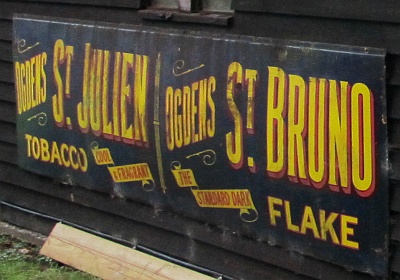 OGDENS ST JULIEN
TOBACCO COOL
& FRAGRANT
OGDENS ST BRUNO
THE
STANDARD DARK
FLAKE